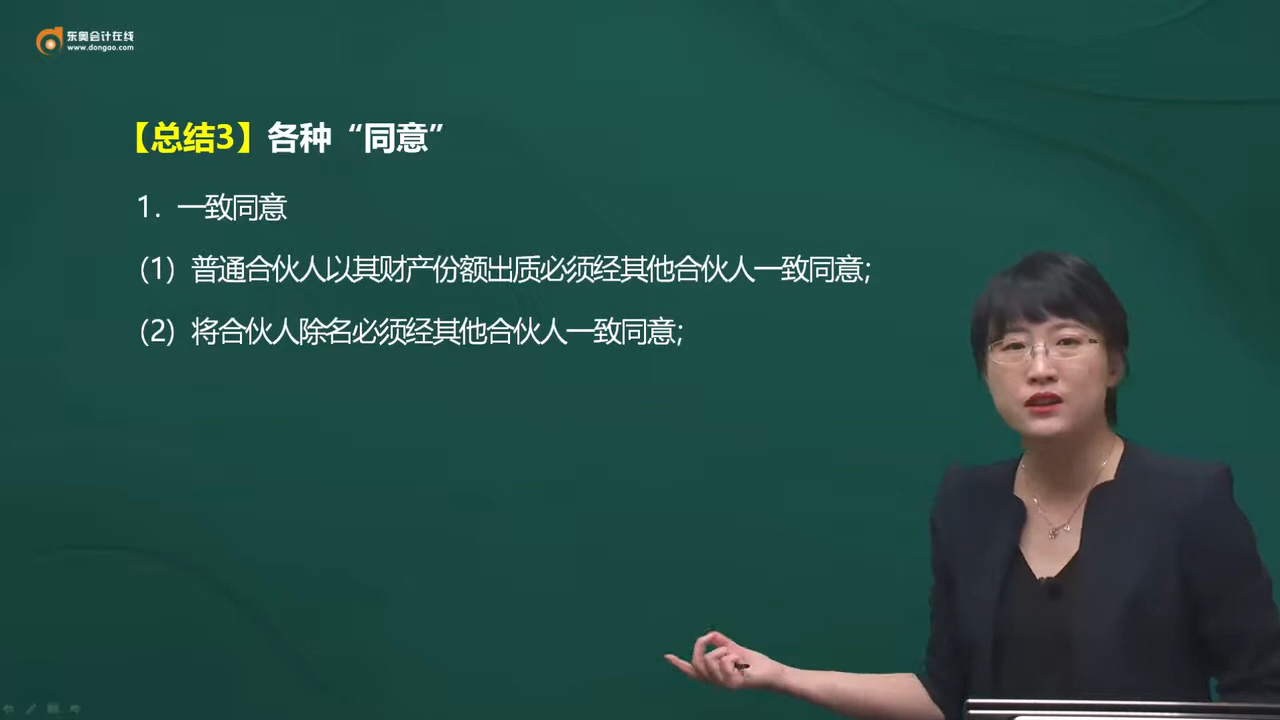 东奥会计在线
www.dongao.com
【总结3】各种“同意”
1. 一致同意
（1）普通合伙人以其财产份额出质必须经其他合伙人一致同意；
（2）将合伙人除名必须经其他合伙人一致同意；